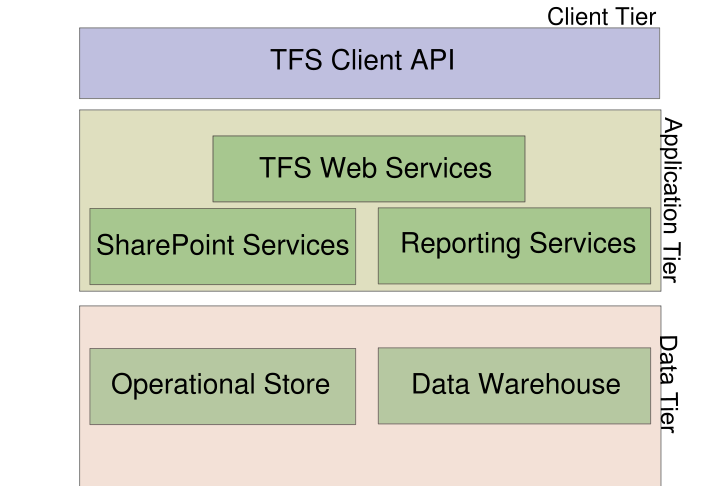 Client Tier
TFS Client API
Application Tier
TFS Web Services
SharePoint Services
Reporting Services
Data Tier
Operational Store
Data Warehouse